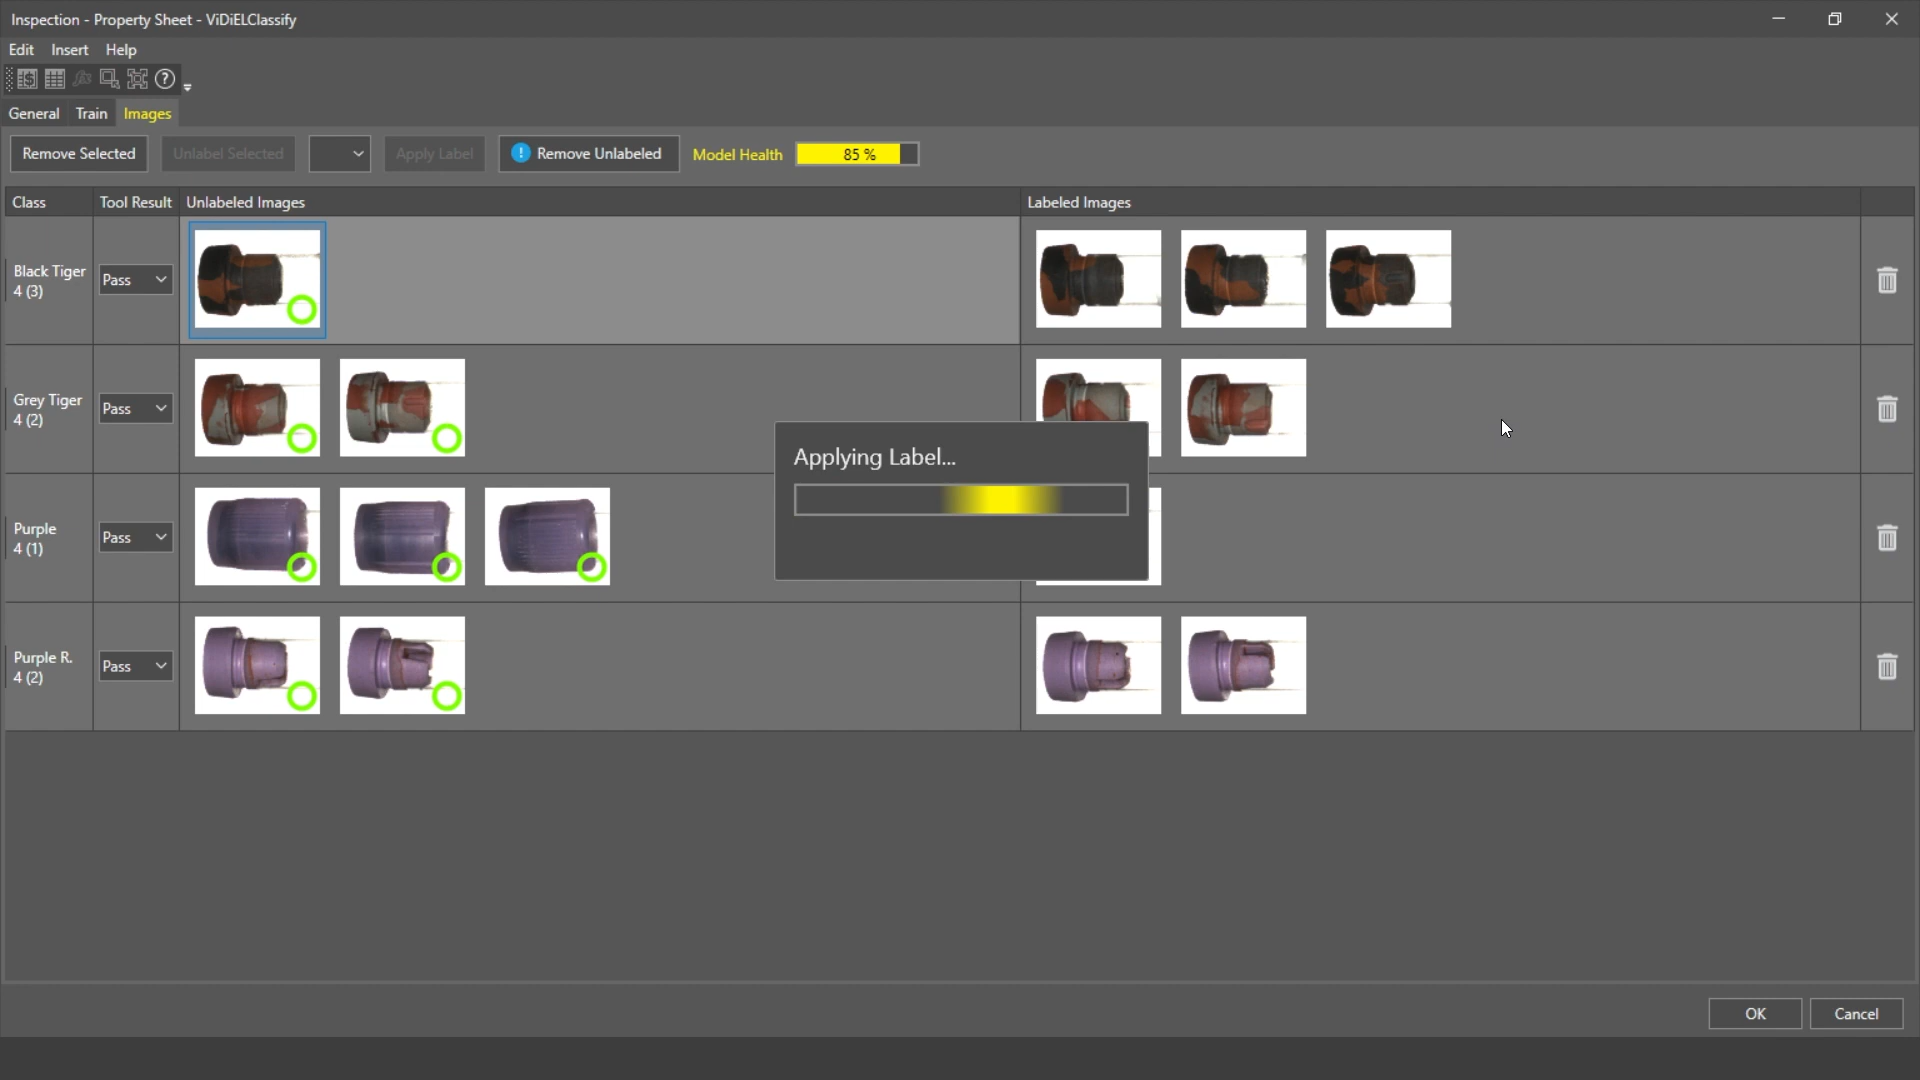 Inspection - Property Sheet - ViDiELClassify
Edit Insert Help
General Train Images
Remove Selected Unlabel Selected Apply Label Remove Unlabeled Model Health 85 %
Class Tool Result Unlabeled Images Labeled Images
Black Tiger
4 (3)
Pass
Grey Tiger
4 (2)
Pass
Applying Label...
Purple
4 (1)
Pass
Purple R.
4 (2)
Pass
OK Cancel